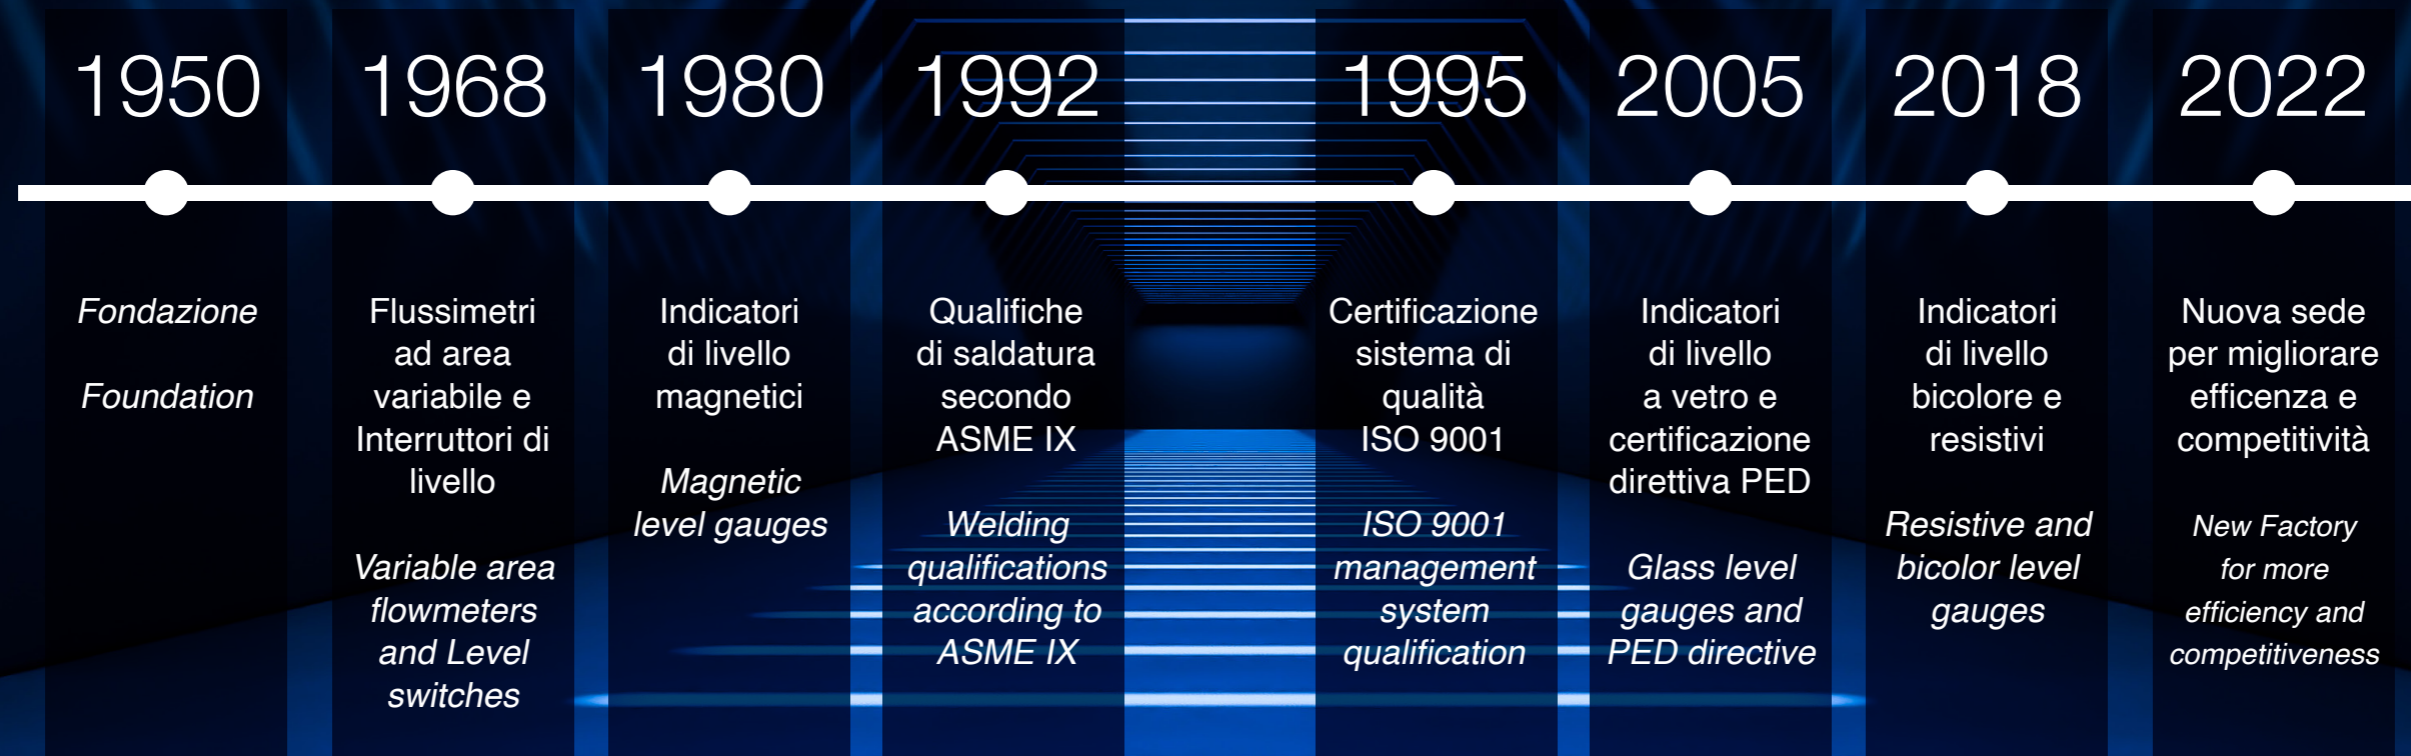 1950
Fondazione
Foundation
1968
Flussimetri
ad area
variabile e
Interruttori di
livello
Variable area
flowmeters
and Level
switches
1980
Indicatori
di livello
magnetici
Magnetic
level gauges
1992
Qualifiche
di saldatura
secondo
ASME IX
Welding
qualifications
according to
ASME IX
1995
Certificazione
sistema di
qualità
ISO 9001
ISO 9001
management
system
qualification
2005
Indicatori
di livello
a vetro e
certificazione
direttiva PED
Glass level
gauges and
PED directive
2018
Indicatori
di livello
bicolore e
resistivi
Resistive and
bicolor level
gauges
2022
Nuova sede
per migliorare
efficenza e
competitività
New Factory
for more
efficiency and
competitiveness